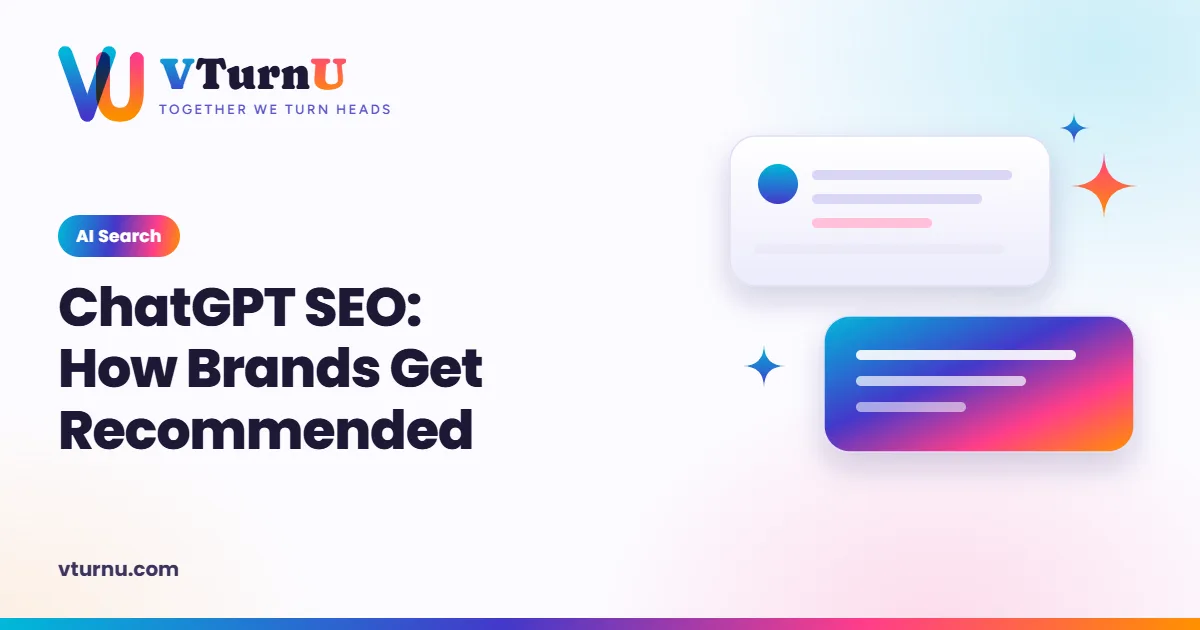 VTurnU
TOGETHER WE TURN HEADS
AI Search
ChatGPT SEO:
How Brands Get
Recommended
vturnu.com